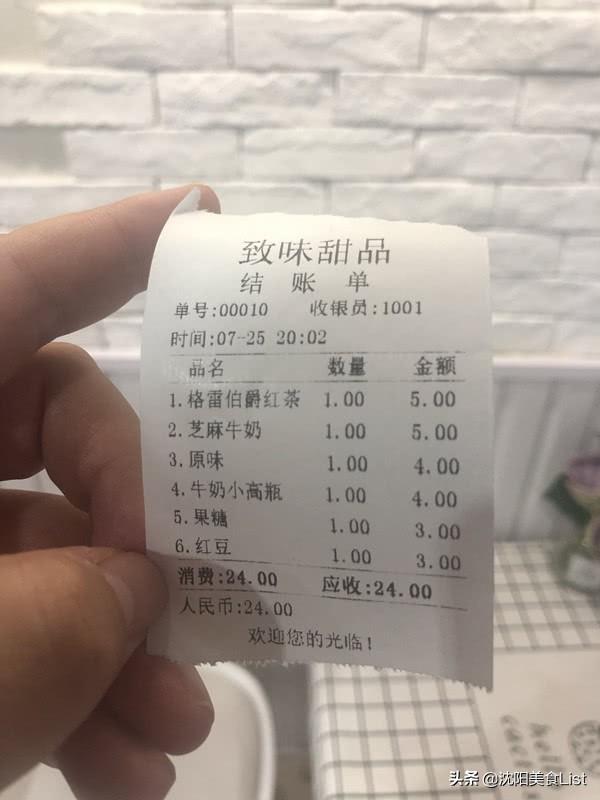 致味甜品
结 账 单
单号:00010 收银员:1001
时间:07-25 20:02
品名 数量 金额
1.格雷伯爵红茶 1.00 5.00
2.芝麻牛奶 1.00 5.00
3.原味 1.00 4.00
4.牛奶小高瓶 1.00 4.00
5.果糖 1.00 3.00
6.红豆 1.00 3.00
消费:24.00 应收:24.00
人民币:24.00
欢迎您的光临!
头条 @沈阳美食List